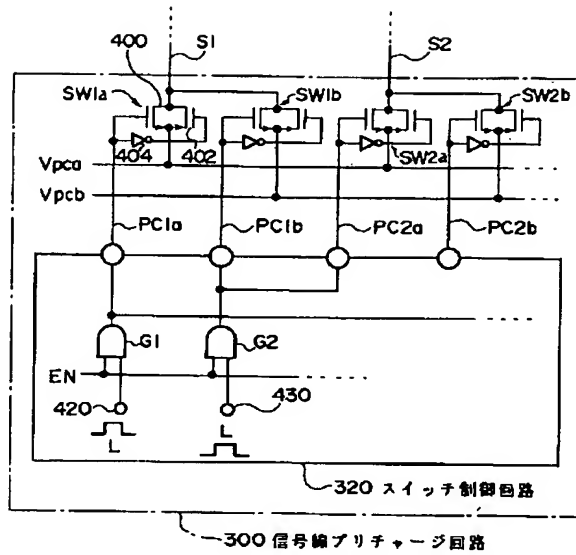 400
S1
S2
SW1a
SW1b
SW2b
404
402
SW2a
Vpca
Vpcb
PC1a
PC1b
PC2a
PC2b
G1
G2
EN
420
430
L
L
320 スイッチ制御回路
300 信号線プリチャージ回路